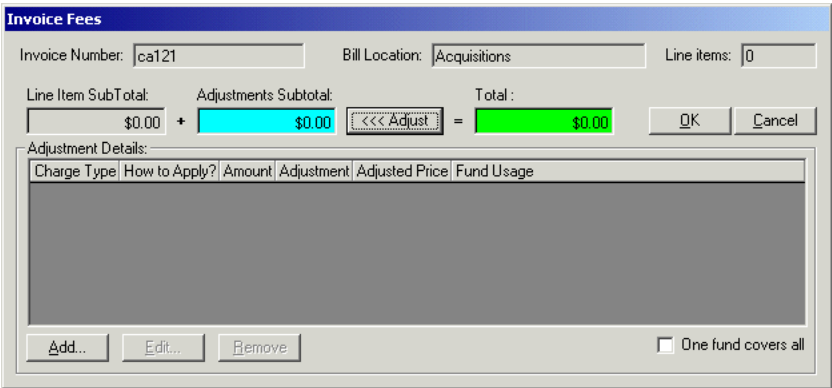 Invoice Fees
Invoice Number: ca121 Bill Location: Acquisitions Line items: 0
Line Item SubTotal: Adjustments Subtotal: Total :
$0.00 + $0.00 <<< Adjust = $0.00 OK Cancel
Adjustment Details:
Charge Type How to Apply? Amount Adjustment Adjusted Price Fund Usage
Add... Edit... Remove One fund covers all